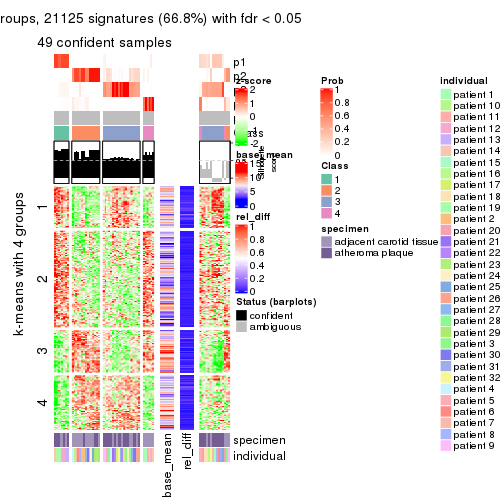 roups, 21125 signatures (66.8%) with fdr < 0.05
49 confident samples
p1
p2
z-score
2
1
0
-1
-2
Prob
1
0.8
0.6
0.4
0.2
0
individual
patient 1
patient 10
patient 11
patient 12
patient 13
patient 14
patient 15
patient 16
patient 17
patient 18
patient 19
patient 2
patient 20
patient 21
patient 22
patient 23
patient 24
patient 25
patient 26
patient 27
patient 28
patient 29
patient 3
patient 30
patient 31
patient 32
patient 4
patient 5
patient 6
patient 7
patient 8
patient 9
base_mean
15
10
5
0
Class
1
2
3
4
rel_diff
1
0.8
0.6
0.4
0.2
0
specimen
adjacent carotid tissue
atheroma plaque
Status (barplots)
confident
ambiguous
k-means with 4 groups
1
2
3
4
specimen
individual
base_mean
rel_diff